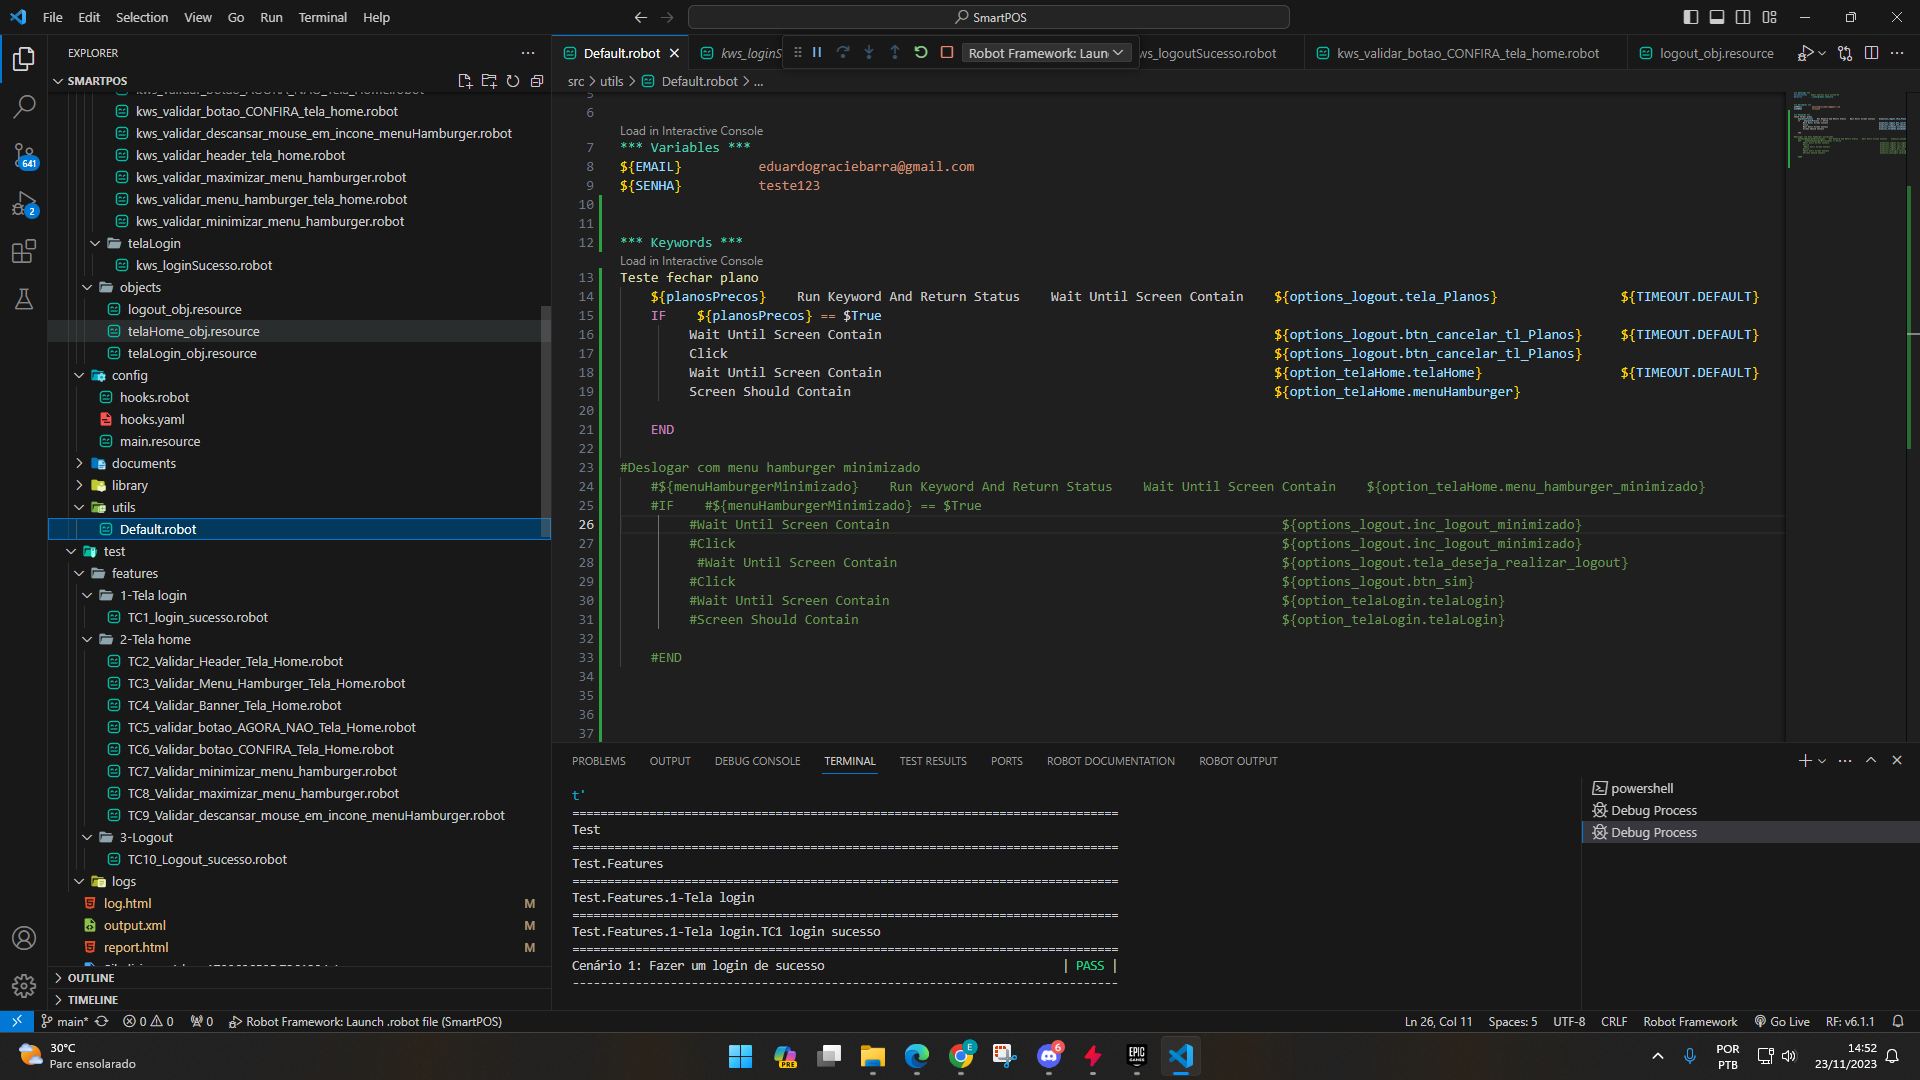 File Edit Selection View Go Run Terminal Help
SmartPOS
EXPLORER
SMARTPOS
kws_validar_botao_CONFIRA_tela_home.robot
kws_validar_descansar_mouse_em_incone_menuHamburger.robot
kws_validar_header_tela_home.robot
kws_validar_maximizar_menu_hamburger.robot
kws_validar_menu_hamburger_tela_home.robot
kws_validar_minimizar_menu_hamburger.robot
telaLogin
kws_loginSucesso.robot
objects
logout_obj.resource
telaHome_obj.resource
telaLogin_obj.resource
config
hooks.robot
hooks.yaml
main.resource
documents
library
utils
Default.robot
test
features
1-Tela login
TC1_login_sucesso.robot
2-Tela home
TC2_Validar_Header_Tela_Home.robot
TC3_Validar_Menu_Hamburger_Tela_Home.robot
TC4_Validar_Banner_Tela_Home.robot
TC5_validar_botao_AGORA_NAO_Tela_Home.robot
TC6_Validar_botao_CONFIRA_Tela_Home.robot
TC7_Validar_minimizar_menu_hamburger.robot
TC8_Validar_maximizar_menu_hamburger.robot
TC9_Validar_descansar_mouse_em_incone_menuHamburger.robot
3-Logout
TC10_Logout_sucesso.robot
logs
log.html M
output.xml M
report.html M
OUTLINE
TIMELINE
641
2
Default.robot
kws_loginS
Robot Framework: Laun
ws_logoutSucesso.robot
kws_validar_botao_CONFIRA_tela_home.robot
logout_obj.resource
src > utils > Default.robot > ...
5
6
Load in Interactive Console
7 *** Variables ***
8 ${EMAIL} eduardograciebarra@gmail.com
9 ${SENHA} teste123
10
11
12 *** Keywords ***
Load in Interactive Console
13 Teste fechar plano
14 ${planosPrecos} Run Keyword And Return Status Wait Until Screen Contain ${options_logout.tela_Planos} ${TIMEOUT.DEFAULT}
15 IF ${planosPrecos} == $True
16 Wait Until Screen Contain ${options_logout.btn_cancelar_tl_Planos} ${TIMEOUT.DEFAULT}
17 Click ${options_logout.btn_cancelar_tl_Planos}
18 Wait Until Screen Contain ${option_telaHome.telaHome} ${TIMEOUT.DEFAULT}
19 Screen Should Contain ${option_telaHome.menuHamburger}
20
21 END
22
23 #Deslogar com menu hamburger minimizado
24 #${menuHamburgerMinimizado} Run Keyword And Return Status Wait Until Screen Contain ${option_telaHome.menu_hamburger_minimizado}
25 #IF #${menuHamburgerMinimizado} == $True
26 #Wait Until Screen Contain ${options_logout.inc_logout_minimizado}
27 #Click ${options_logout.inc_logout_minimizado}
28 #Wait Until Screen Contain ${options_logout.tela_deseja_realizar_logout}
29 #Click ${options_logout.btn_sim}
30 #Wait Until Screen Contain ${option_telaLogin.telaLogin}
31 #Screen Should Contain ${option_telaLogin.telaLogin}
32
33 #END
34
35
36
37
PROBLEMS OUTPUT DEBUG CONSOLE TERMINAL TEST RESULTS PORTS ROBOT DOCUMENTATION ROBOT OUTPUT
t'
==============================================================================
Test
==============================================================================
Test.Features
==============================================================================
Test.Features.1-Tela login
==============================================================================
Test.Features.1-Tela login.TC1 login sucesso
==============================================================================
Cenário 1: Fazer um login de sucesso | PASS |
------------------------------------------------------------------------------
powershell
Debug Process
Debug Process
main* 0 0 0 Robot Framework: Launch .robot file (SmartPOS)
Ln 26, Col 11 Spaces: 5 UTF-8 CRLF Robot Framework Go Live RF: v6.1.1
30°C
Parc ensolarado
PRE
E
6
EPIC
GAMES
POR
PTB
14:52
23/11/2023